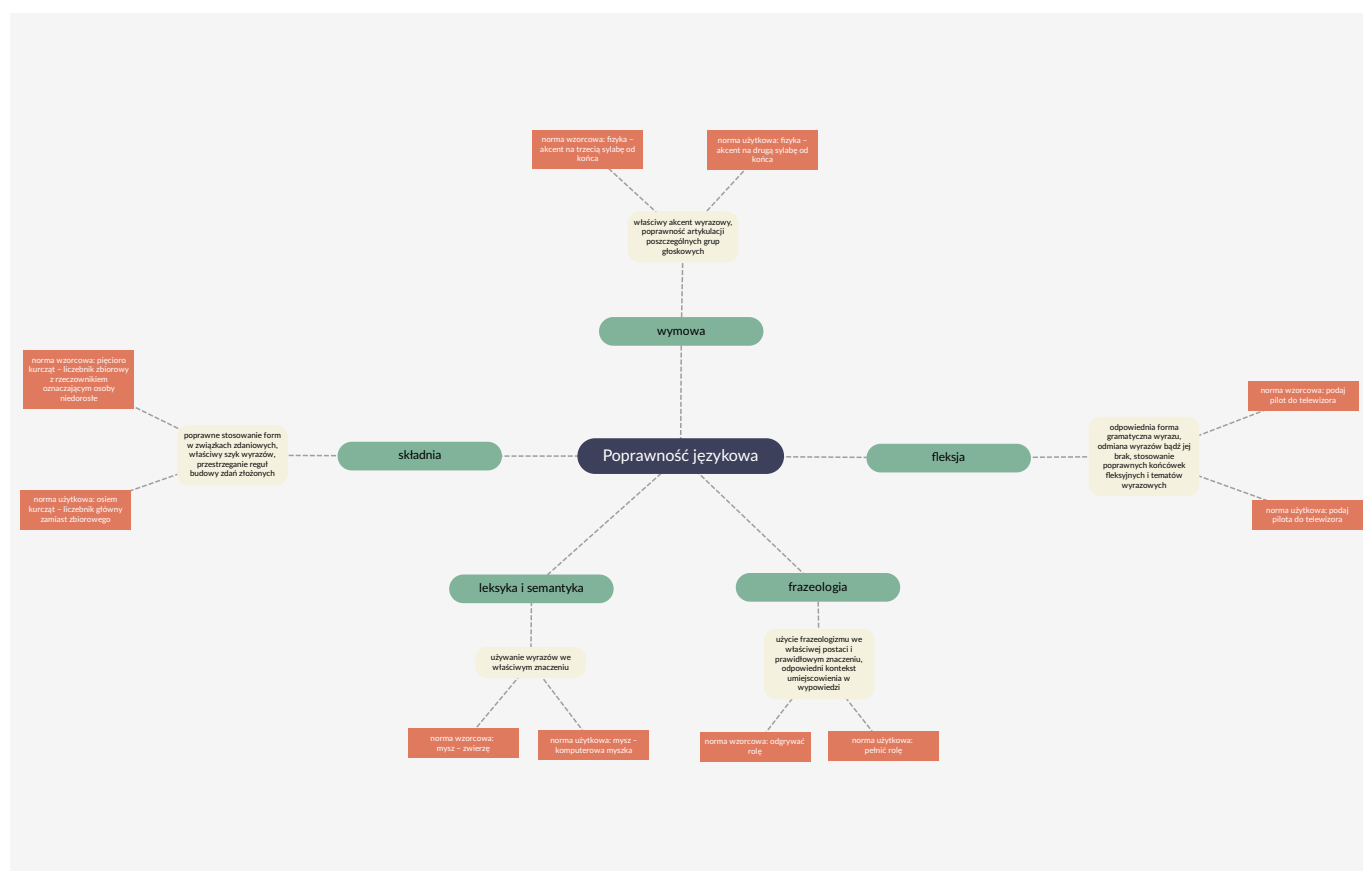 norma wzorcowa: fizyka –
akcent na trzecią sylabę od
końca
norma użytkowa: fizyka –
akcent na drugą sylabę od
końca
właściwy akcent wyrazowy,
poprawność artykulacji
poszczególnych grup
głoskowych
wymowa
norma wzorcowa: pięcioro
kurcząt – liczebnik zbiorowy
z rzeczownikiem
oznaczającym osoby
niedorosłe
poprawne stosowanie form
w związkach zdaniowych,
właściwy szyk wyrazów,
przestrzeganie reguł
budowy zdań złożonych
norma użytkowa: osiem
kurcząt – liczebnik główny
zamiast zbiorowego
składnia
Poprawność językowa
fleksja
odpowiednia forma
gramatyczna wyrazu,
odmiana wyrazów bądź jej
brak, stosowanie
poprawnych końcówek
fleksyjnych i tematów
wyrazowych
norma wzorcowa: podaj
pilot do telewizora
norma użytkowa: podaj
pilota do telewizora
leksyka i semantyka
używanie wyrazów we
właściwym znaczeniu
norma wzorcowa:
mysz – zwierzę
norma użytkowa: mysz –
komputerowa myszka
frazeologia
użycie frazeologizmu we
właściwej postaci i
prawidłowym znaczeniu,
odpowiedni kontekst
umiejscowienia w
wypowiedzi
norma wzorcowa: odgrywać
rolę
norma użytkowa:
pełnić rolę